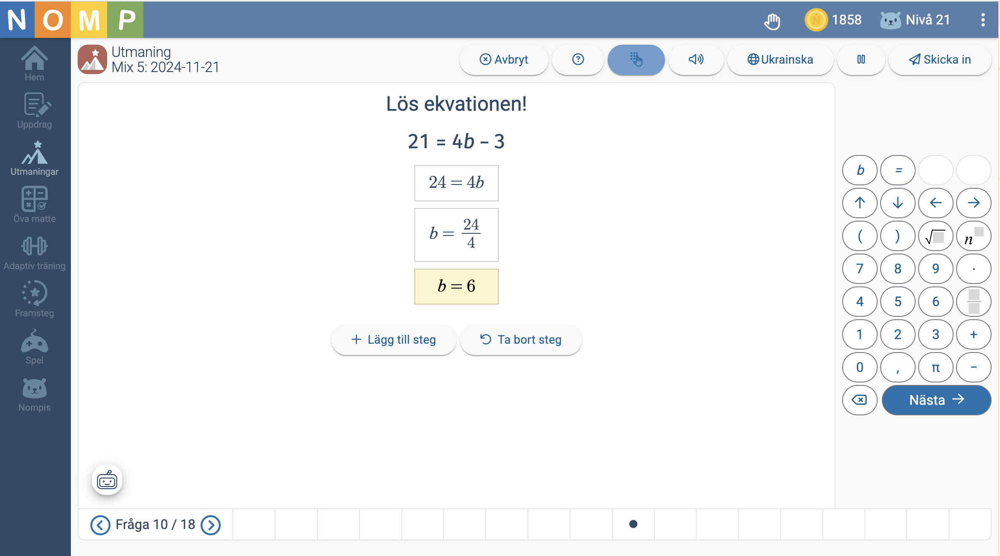 NOMP
1858
Nivå 21
Hem
Uppdrag
Utmaningar
Öva matte
Adaptiv träning
Framsteg
Spel
Nompis
Utmaning
Mix 5: 2024-11-21
Avbryt
?
Ukrainska
Skicka in
Lös ekvationen!
21 = 4b – 3
24 = 4b
b = 24/4
b = 6
+ Lägg till steg
Ta bort steg
b =
↑ ↓ ← →
( ) √ n
7 8 9 ·
4 5 6
1 2 3 +
0 , π −
Nästa →
Fråga 10 / 18